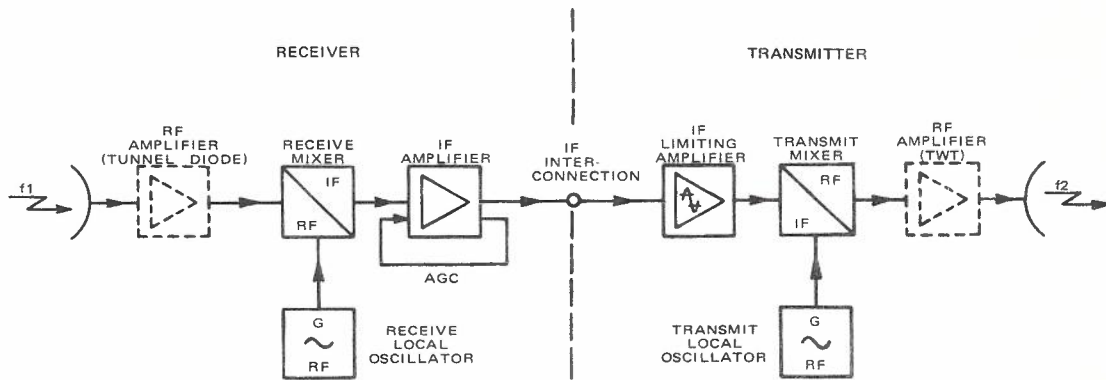 RECEIVER
TRANSMITTER
RF
AMPLIFIER
(TUNNEL DIODE)
RECEIVE
MIXER
IF
AMPLIFIER
IF
INTER-
CONNECTION
IF
LIMITING
AMPLIFIER
TRANSMIT
MIXER
RF
AMPLIFIER
(TWT)
f1
IF
RF
RF
IF
f2
AGC
G
RF
RECEIVE
LOCAL
OSCILLATOR
TRANSMIT
LOCAL
OSCILLATOR
G
RF